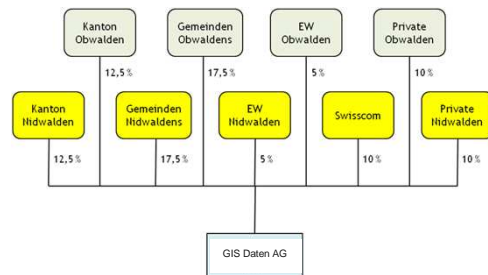 Kanton
Obwalden
Gemeinden
Obwaldens
EW
Obwalden
Private
Obwalden
12,5 %
17,5 %
5 %
10 %
Kanton
Nidwalden
Gemeinden
Nidwaldens
EW
Nidwalden
Swisscom
Private
Nidwalden
12,5 %
17,5 %
5 %
10 %
10 %
GIS Daten AG